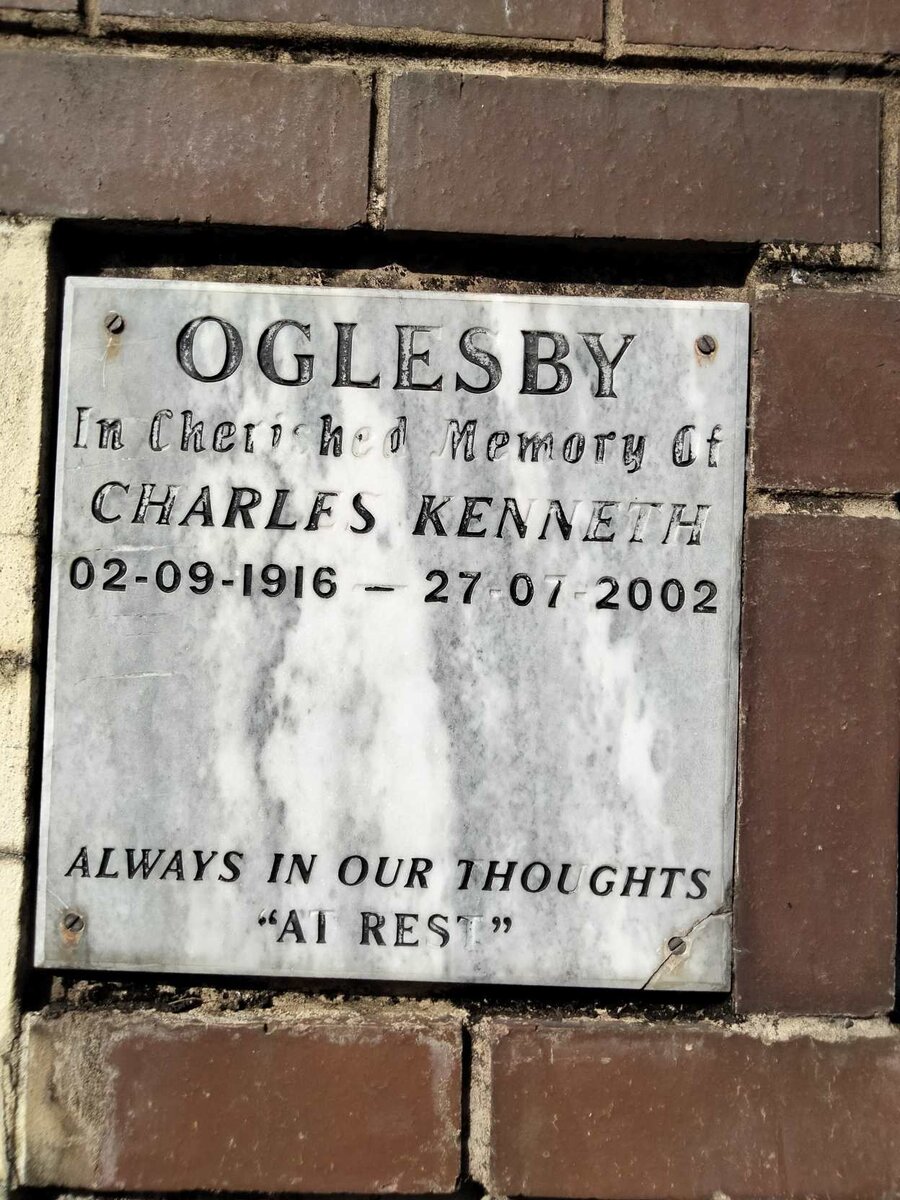 OGLESBY
In Cherished Memory Of
CHARLES KENNETH
02-09-1916 — 27-07-2002
ALWAYS IN OUR THOUGHTS
“AT REST”